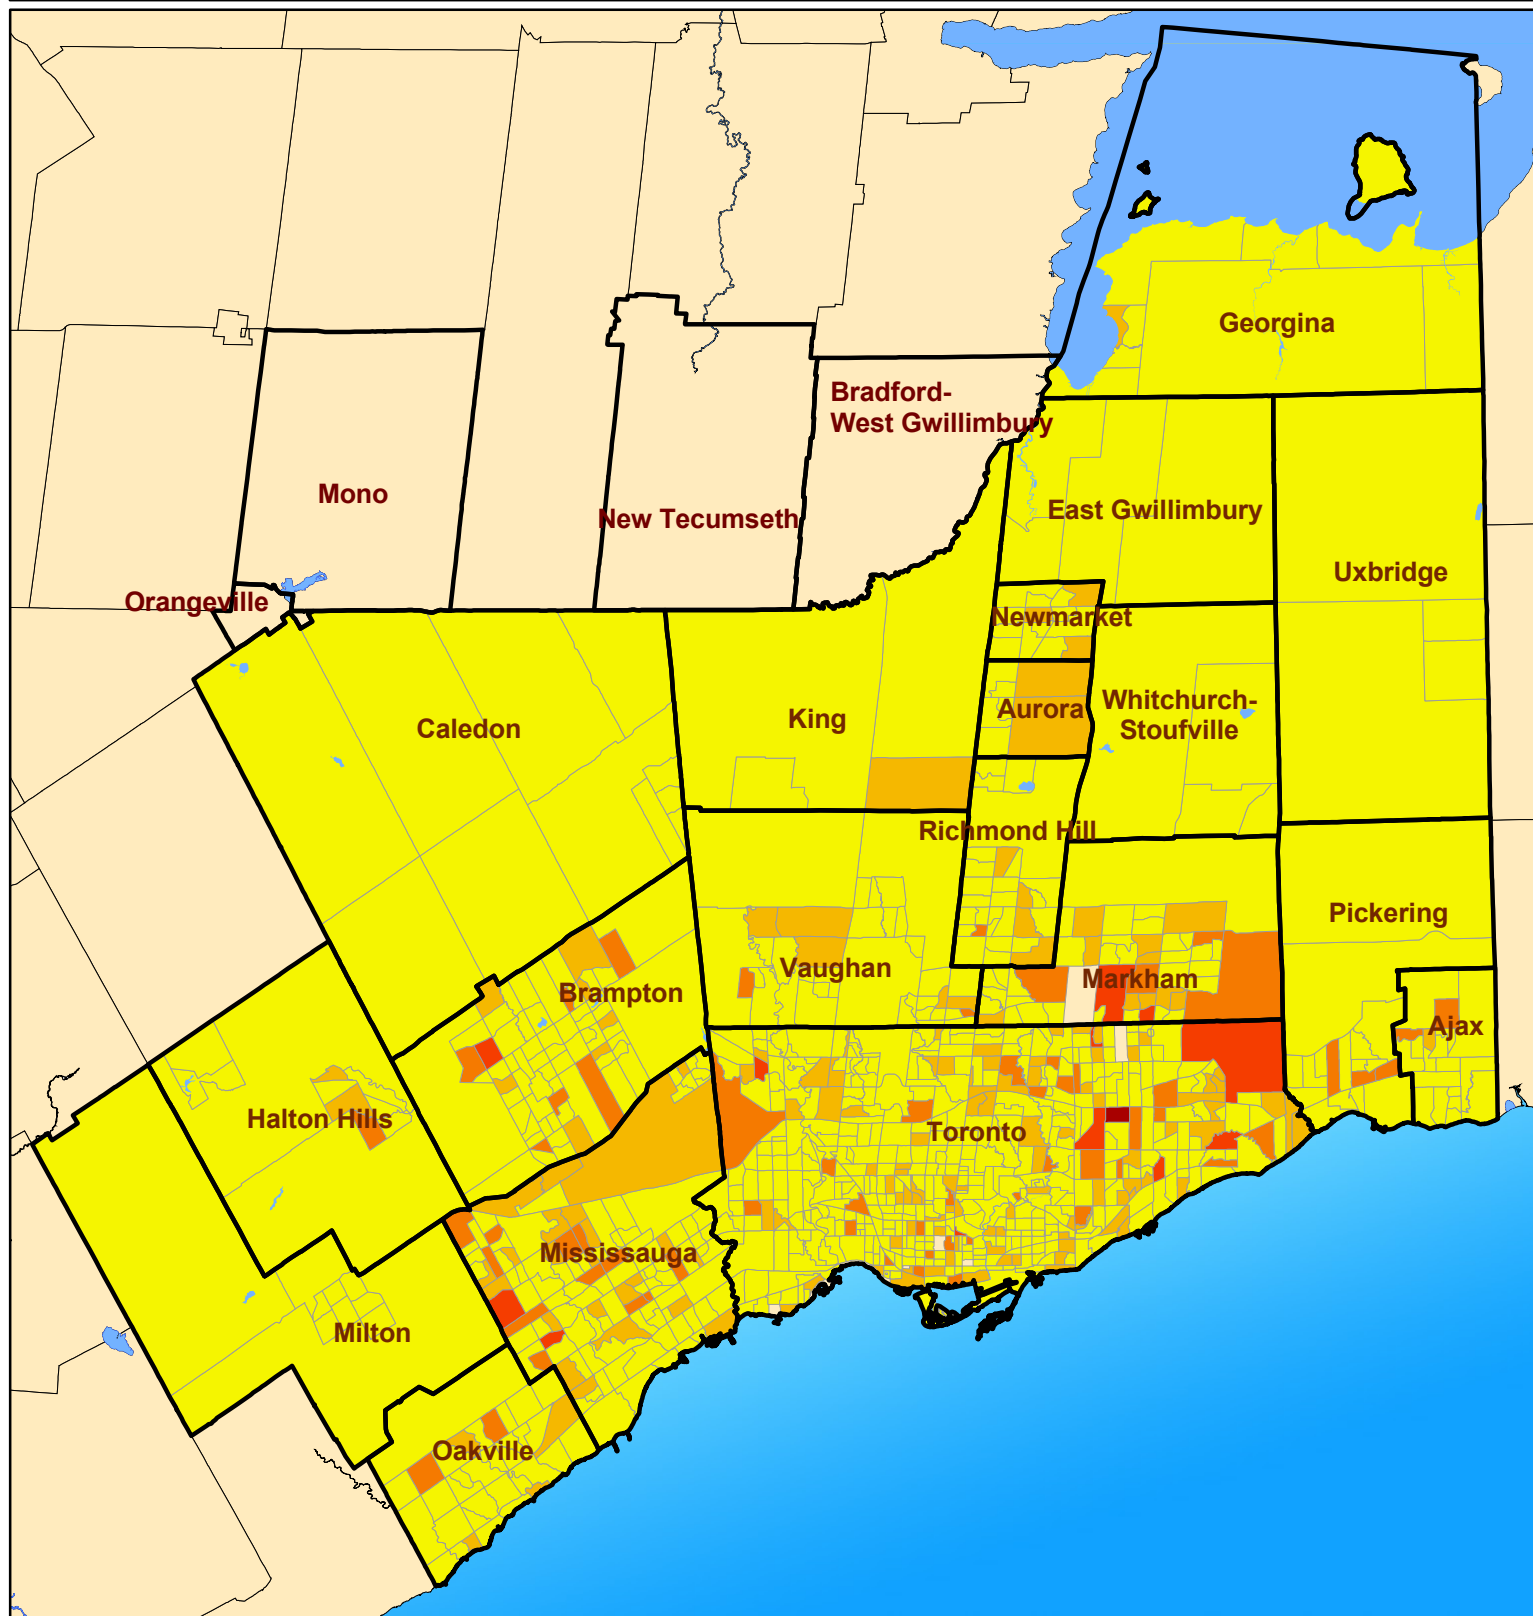 Georgina
Bradford-
West Gwillimbury
Mono
New Tecumseth
East Gwillimbury
Uxbridge
Orangeville
Newmarket
Caledon
King
Aurora
Whitchurch-
Stoufville
Richmond Hill
Pickering
Vaughan
Markham
Brampton
Ajax
Halton Hills
Toronto
Mississauga
Milton
Oakville